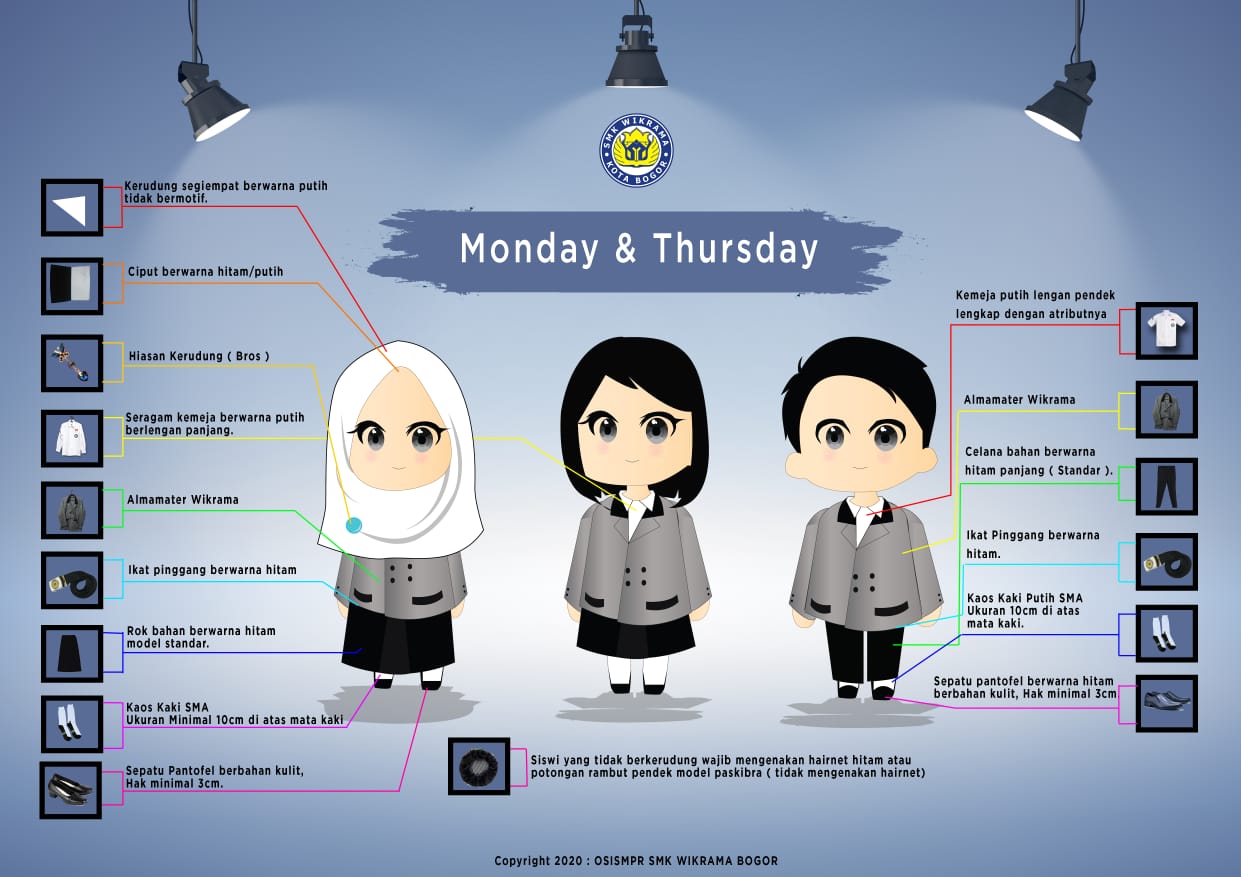 SMK WIKRAMA
KOTA BOGOR
Monday & Thursday
Kerudung segiempat berwarna putih
tidak bermotif.
Ciput berwarna hitam/putih
Hiasan Kerudung ( Bros )
Seragam kemeja berwarna putih
berlengan panjang.
Almamater Wikrama
Ikat pinggang berwarna hitam
Rok bahan berwarna hitam
model standar.
Kaos Kaki SMA
Ukuran Minimal 10cm di atas mata kaki
Sepatu Pantofel berbahan kulit,
Hak minimal 3cm.
Kemeja putih lengan pendek
lengkap dengan atributnya
Almamater Wikrama
Celana bahan berwarna
hitam panjang ( Standar ).
Ikat Pinggang berwarna
hitam.
Kaos Kaki Putih SMA
Ukuran 10cm di atas
mata kaki.
Sepatu pantofel berwarna hitam
berbahan kulit, Hak minimal 3cm
Siswi yang tidak berkerudung wajib mengenakan hairnet hitam atau
potongan rambut pendek model paskibra ( tidak mengenakan hairnet)
Copyright 2020 : OSISMPR SMK WIKRAMA BOGOR